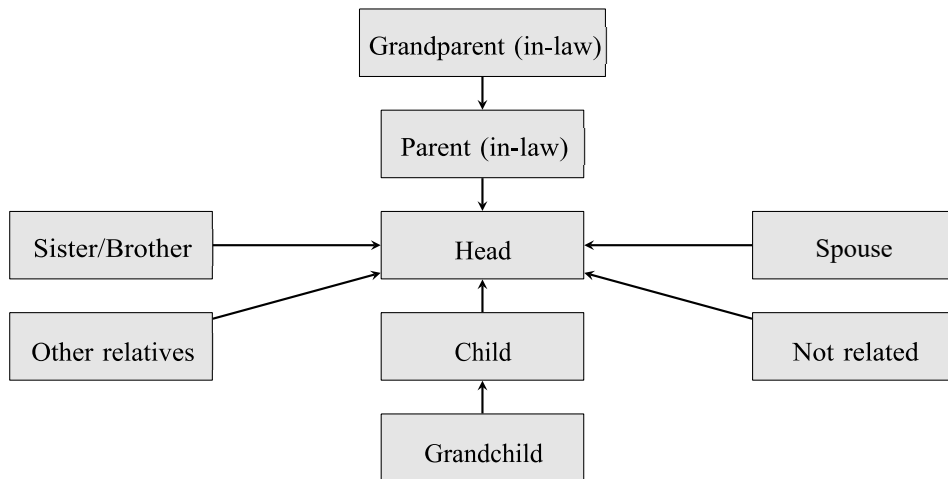 Grandparent (in-law)
Parent (in-law)
Sister/Brother
Head
Spouse
Other relatives
Child
Not related
Grandchild